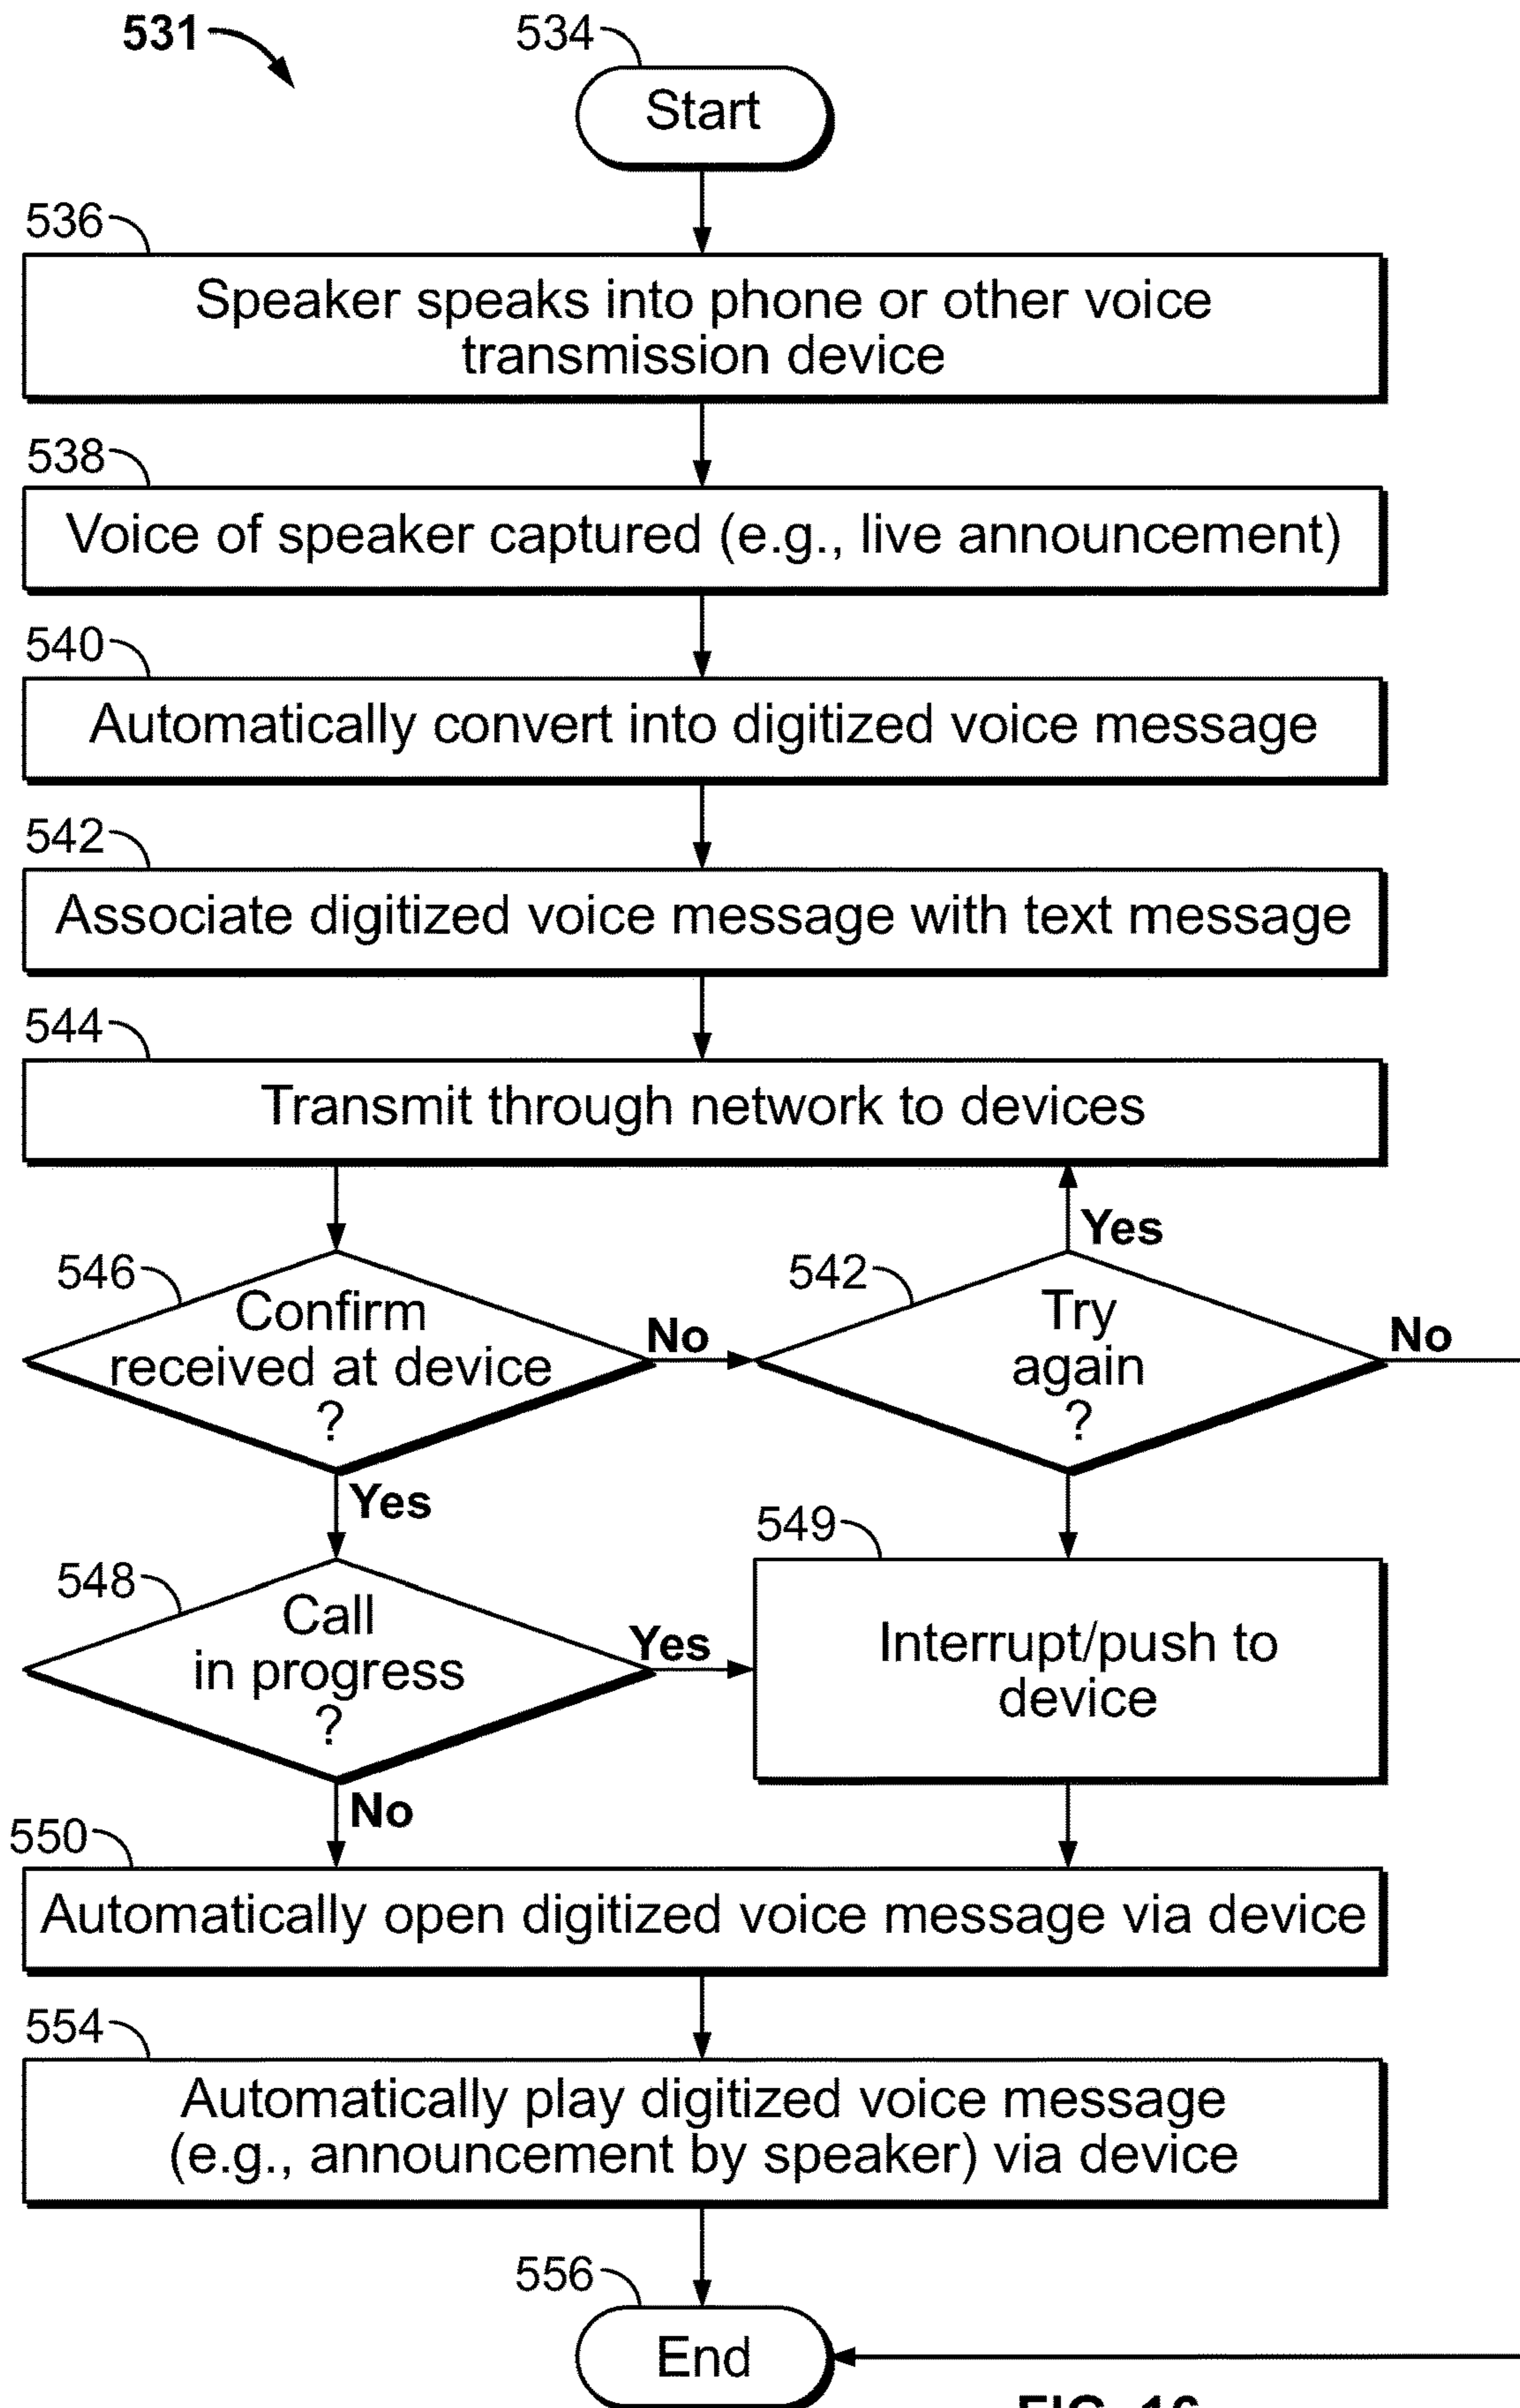 531
534
Start
536
Speaker speaks into phone or other voice
transmission device
538
Voice of speaker captured (e.g., live announcement)
540
Automatically convert into digitized voice message
542
Associate digitized voice message with text message
544
Transmit through network to devices
Yes
546
Confirm
received at device
?
No
542
Try
again
?
No
Yes
549
548
Call
in progress
?
Yes
Interrupt/push to
device
No
550
Automatically open digitized voice message via device
554
Automatically play digitized voice message
(e.g., announcement by speaker) via device
556
End
FIG. 16